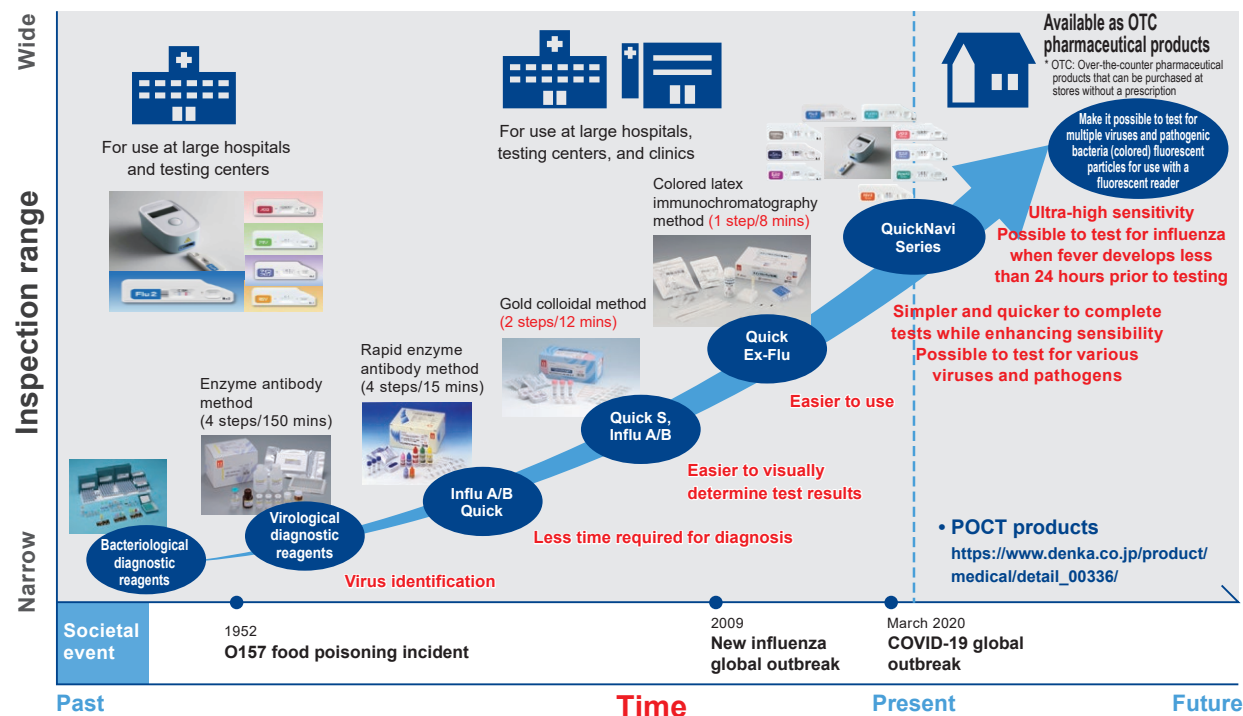 Wide
Inspection range
Narrow
For use at large hospitals
and testing centers
For use at large hospitals,
testing centers, and clinics
Available as OTC
pharmaceutical products
* OTC: Over-the-counter pharmaceutical
products that can be purchased at
stores without a prescription
Make it possible to test for
multiple viruses and pathogenic
bacteria (colored) fluorescent
particles for use with a
fluorescent reader
Flu 2
Colored latex
immunochromatography
method (1 step/8 mins)
QuickNavi
Series
Ultra-high sensitivity
Possible to test for influenza
when fever develops less
than 24 hours prior to testing
Gold colloidal method
(2 steps/12 mins)
Simpler and quicker to complete
tests while enhancing sensibility
Possible to test for various
viruses and pathogens
Quick
Ex-Flu
Rapid enzyme
antibody method
(4 steps/15 mins)
Enzyme antibody
method
(4 steps/150 mins)
Easier to use
Quick S,
Influ A/B
Easier to visually
determine test results
Influ A/B
Quick
Less time required for diagnosis
Virological
diagnostic
reagents
Bacteriological
diagnostic
reagents
Virus identification
• POCT products
https://www.denka.co.jp/product/
medical/detail_00336/
Societal
event
1952
O157 food poisoning incident
2009
New influenza
global outbreak
March 2020
COVID-19 global
outbreak
Past
Time
Present
Future